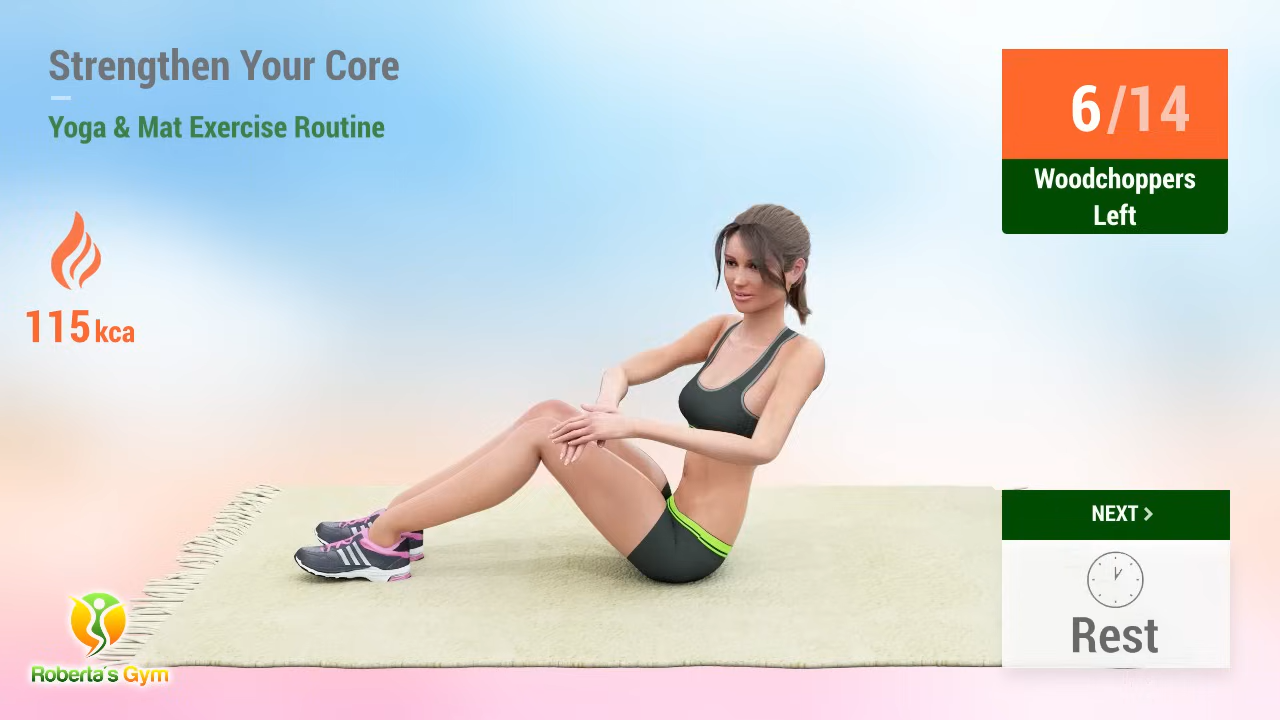 Strengthen Your Core
Yoga & Mat Exercise Routine
6/14
Woodchoppers
Left
115 kca
NEXT >
Rest
Roberta's Gym